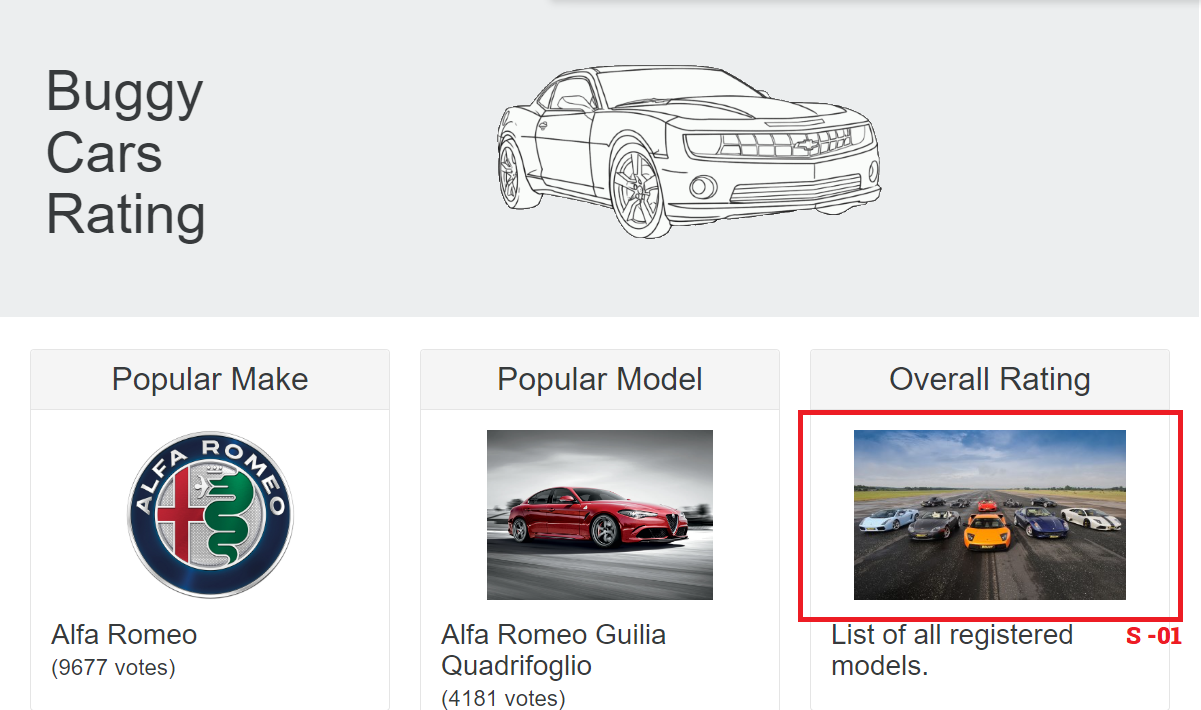 Buggy
Cars
Rating
Popular Make
Popular Model
Overall Rating
ALFA ROMEO
Alfa Romeo
(9677 votes)
Alfa Romeo Guilia
Quadrifoglio
(4181 votes)
List of all registered
models.
S -01